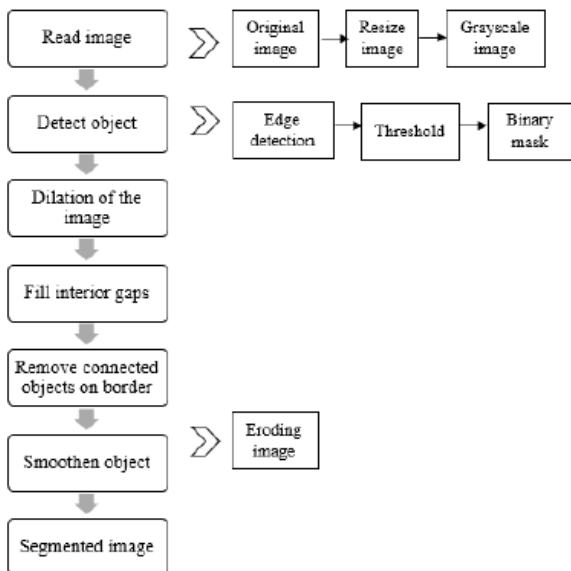 Read image
Original
image
Resize
image
Grayscale
image
Detect object
Edge
detection
Threshold
Binary
mask
Dilation of the
image
Fill interior gaps
Remove connected
objects on border
Smoothen object
Eroding
image
Segmented image